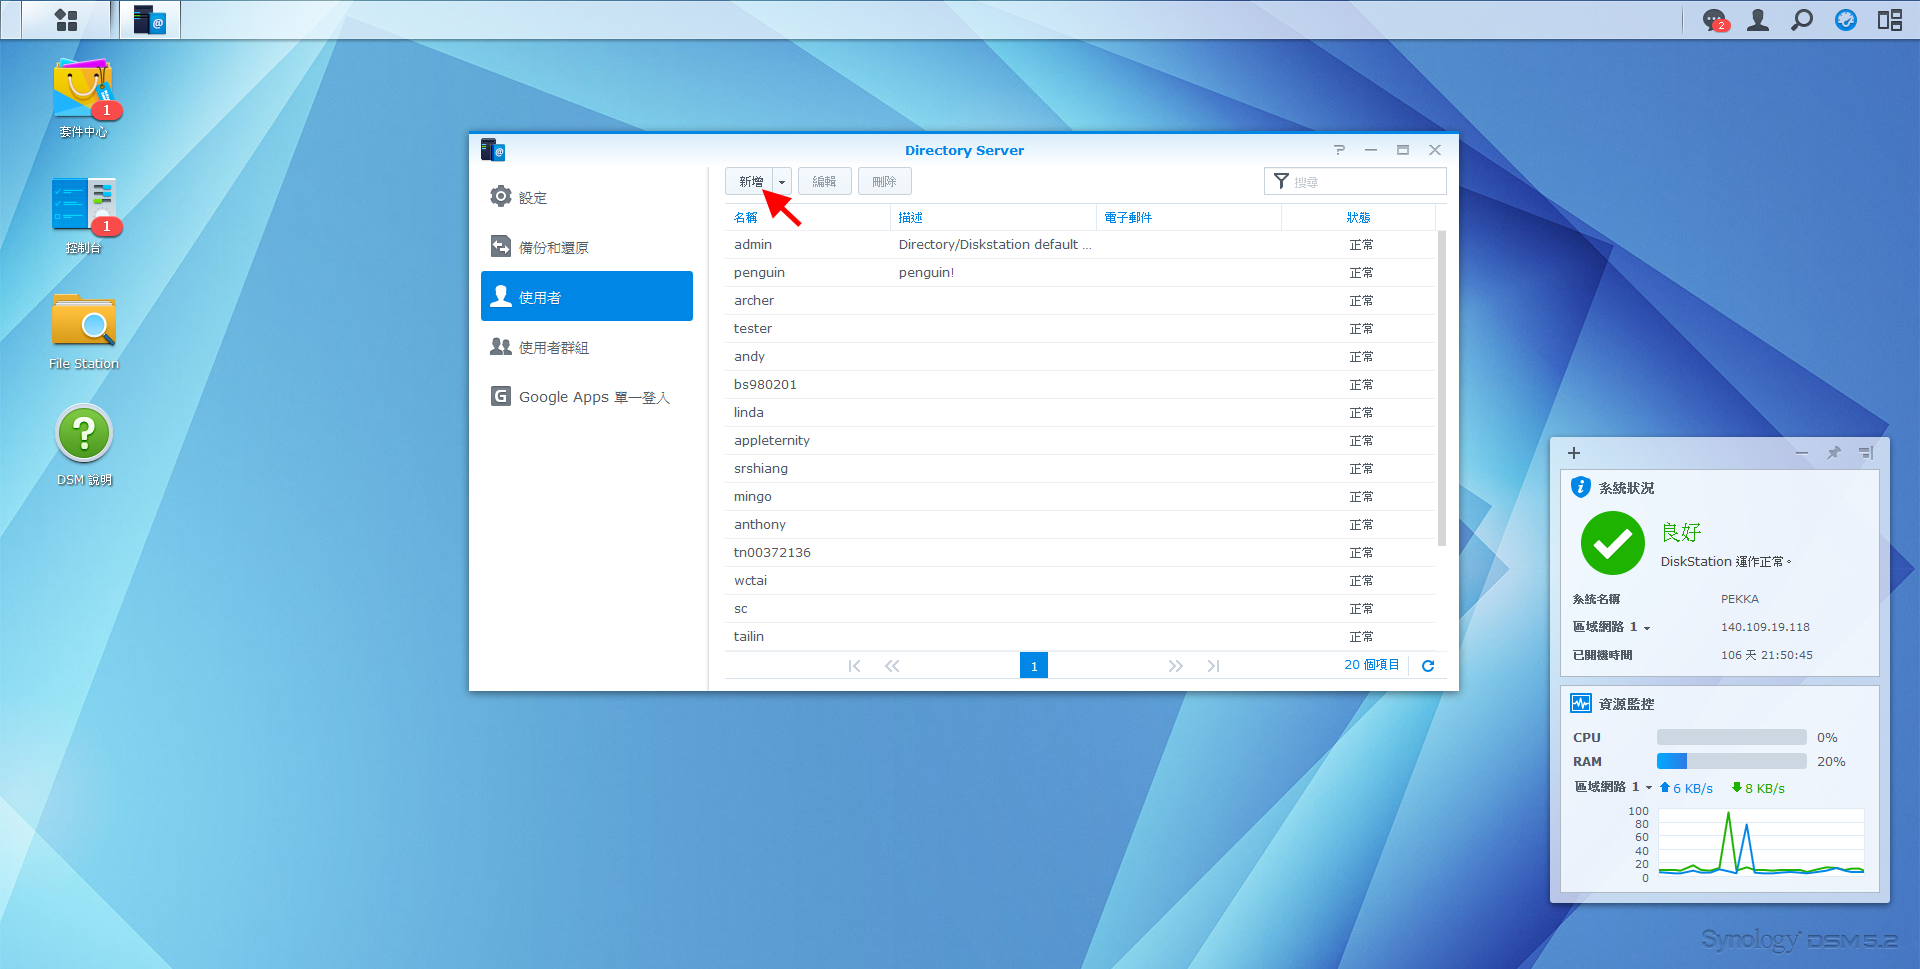 2
套件中心
1
控制台
1
File Station
DSM 說明
Directory Server
設定
備份和還原
使用者
使用者群組
Google Apps 單一登入
新增 編輯 刪除 搜尋
名稱 描述 電子郵件 狀態
admin Directory/Diskstation default ... 正常
penguin penguin! 正常
archer 正常
tester 正常
andy 正常
bs980201 正常
linda 正常
appleternity 正常
srshiang 正常
mingo 正常
anthony 正常
tn00372136 正常
wctai 正常
sc 正常
tailin 正常
1 20 個項目
系統狀況
良好
DiskStation 運作正常。
系統名稱 PEKKA
區域網路 1 140.109.19.118
已開機時間 106 天 21:50:45
資源監控
CPU 0%
RAM 20%
區域網路 1 6 KB/s 8 KB/s
100
80
60
40
20
0
Synology DSM 5.2